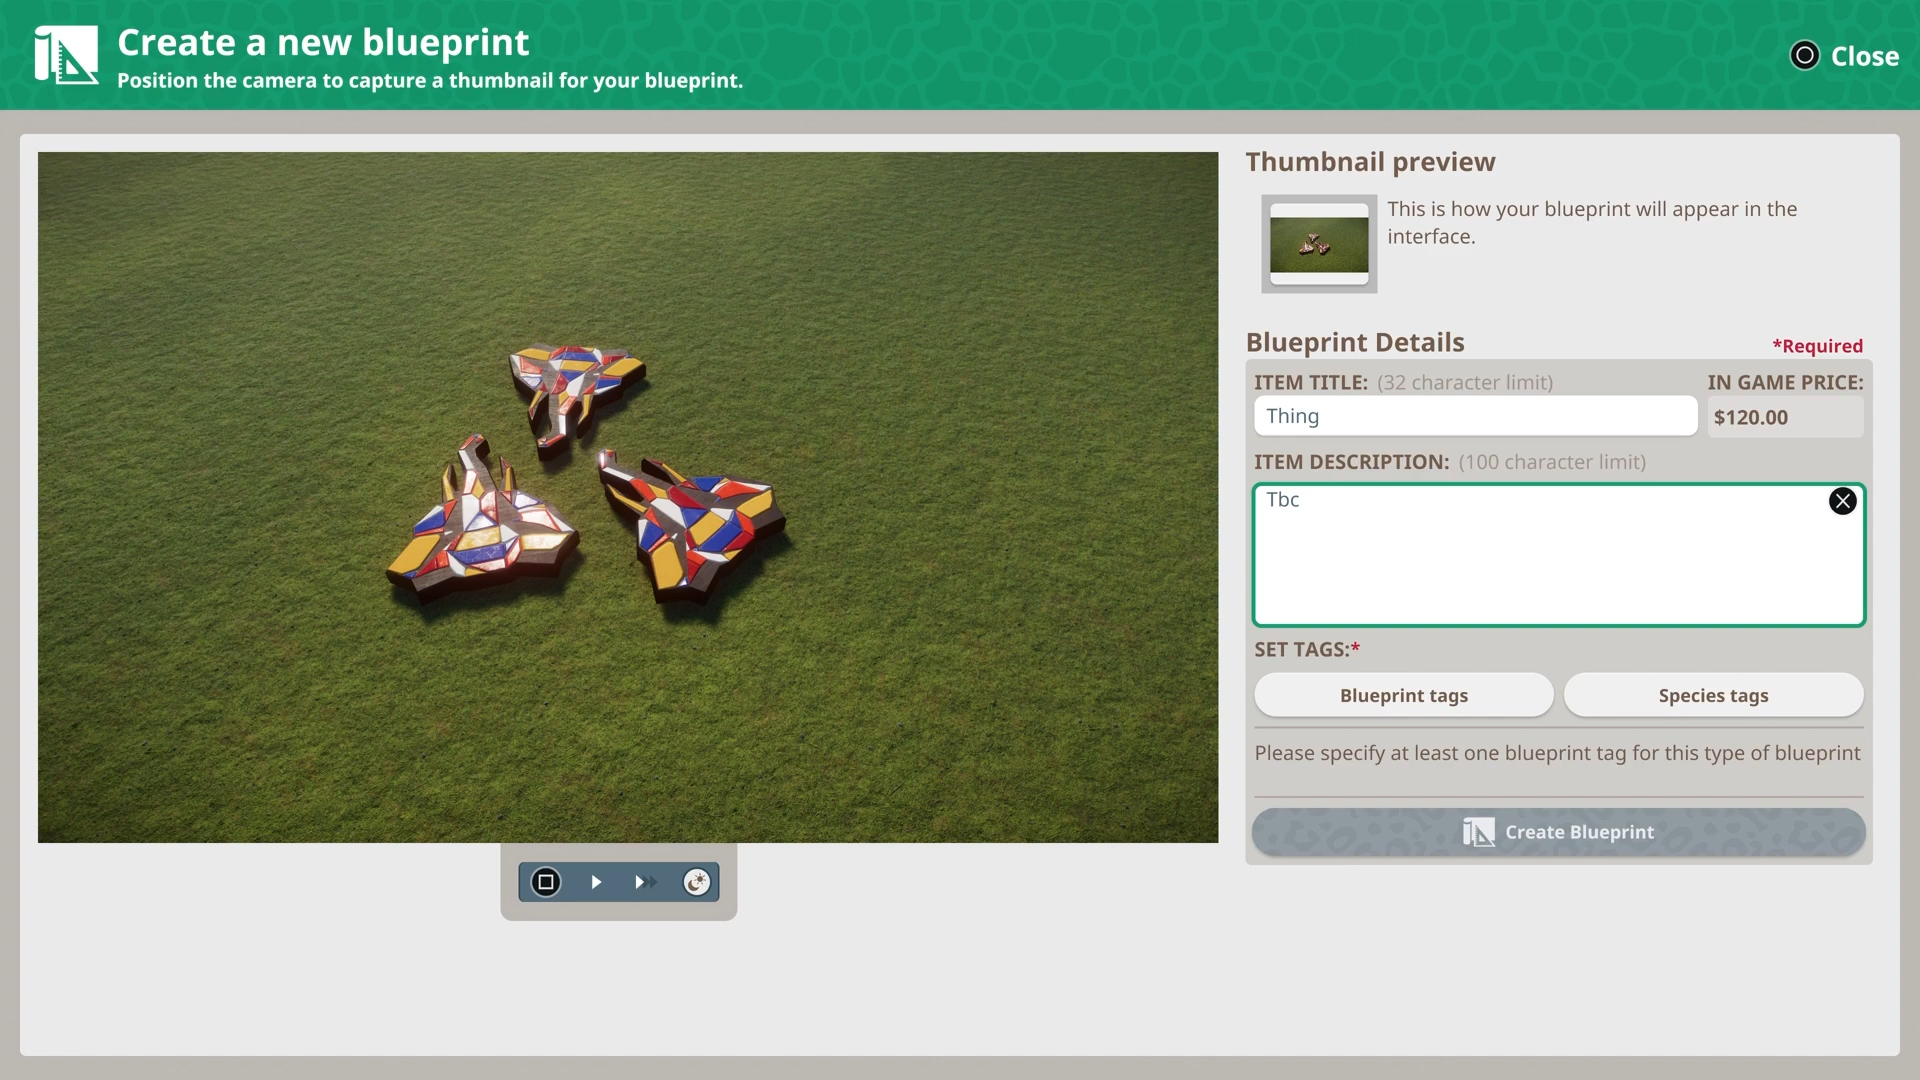 Create a new blueprint
Position the camera to capture a thumbnail for your blueprint.
Close
Thumbnail preview
This is how your blueprint will appear in the
interface.
Blueprint Details
*Required
ITEM TITLE: (32 character limit)
IN GAME PRICE:
Thing
$120.00
ITEM DESCRIPTION: (100 character limit)
Tbc
SET TAGS:*
Blueprint tags
Species tags
Please specify at least one blueprint tag for this type of blueprint
Create Blueprint